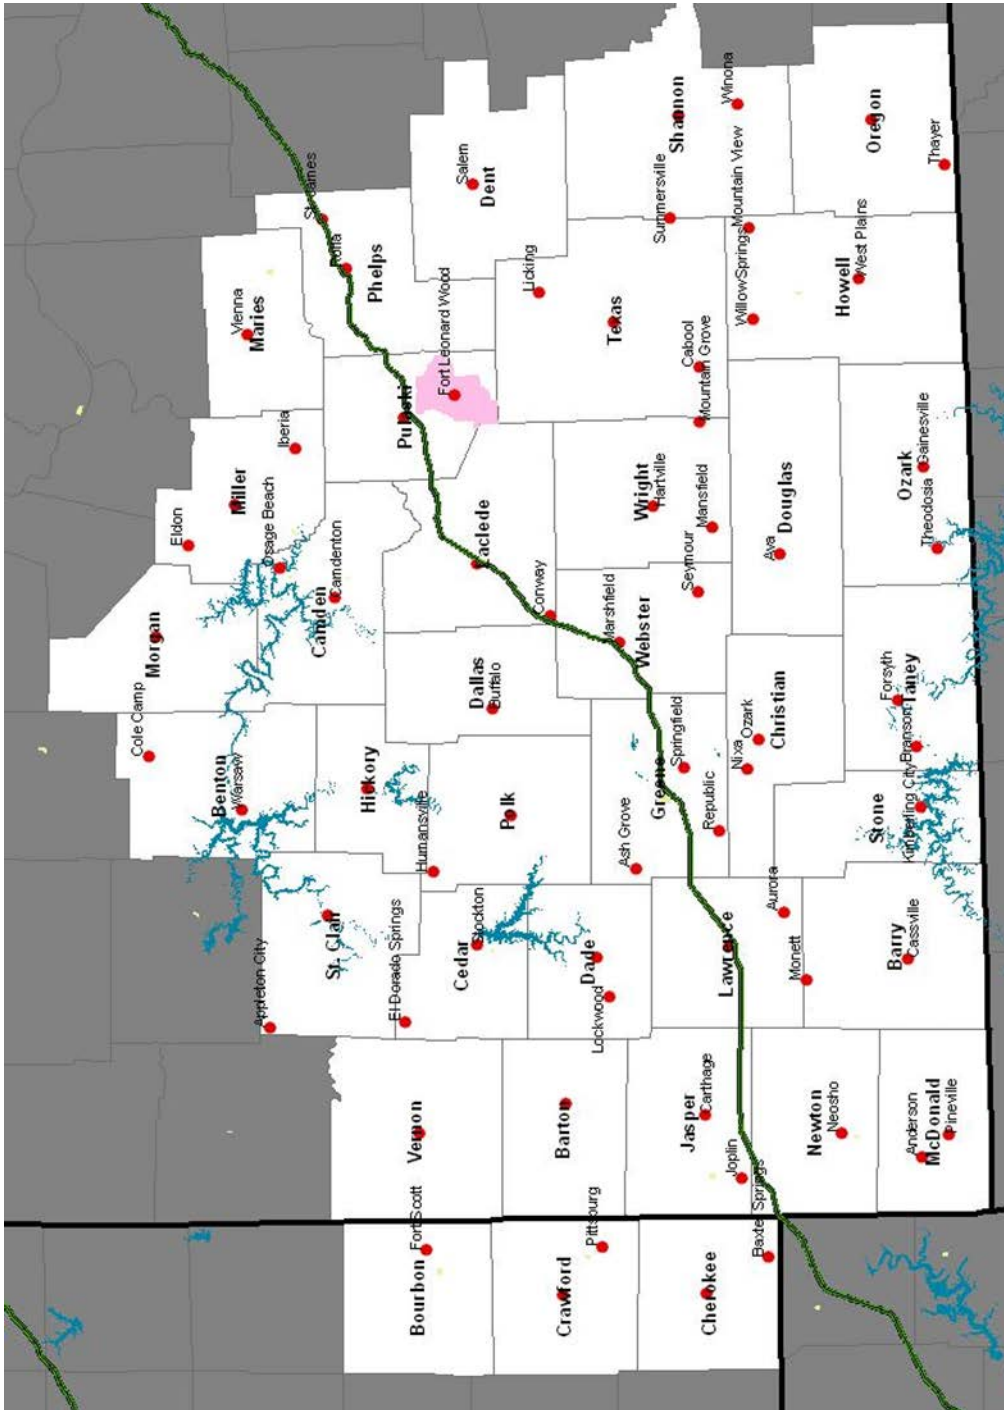 Cole Camp
Morgan
Eldon
Benton
Warsaw
Miller
Osage Beach
Iberia
Vienna
Maries
Appleton City
St. Clair
Hickory
Camden
Camdenton
St. James
Rolla
Phelps
Bourbon
Fort Scott
Vernon
El Dorado Springs
Humansville
Pulaski
Fort Leonard Wood
Cedar
Stockton
Dallas
Buffalo
Laclede
Salem
Dent
Crawford
Pittsburg
Barton
Polk
Conway
Licking
Lockwood
Dade
Ash Grove
Marshfield
Webster
Texas
Greene
Springfield
Wright
Hartville
Summersville
Shannon
Cherokee
Jasper
Carthage
Republic
Seymour
Mansfield
Mountain Grove
Cabool
Winona
Baxter Springs
Joplin
Lawrence
Aurora
Nixa
Ozark
Christian
Ava
Douglas
Willow Springs
Mountain View
Newton
Neosho
Monett
Howell
West Plains
Oregon
Anderson
McDonald
Pineville
Barry
Cassville
Stone
Kimberling City
Branson
Forsyth
Taney
Theodosia
Ozark
Gainesville
Thayer